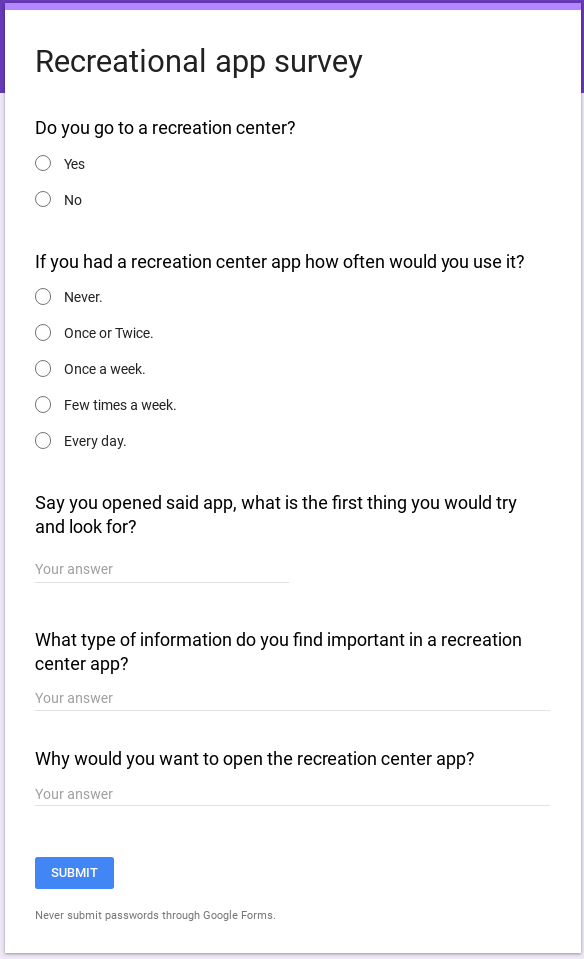 Recreational app survey
Do you go to a recreation center?
Yes
No
If you had a recreation center app how often would you use it?
Never.
Once or Twice.
Once a week.
Few times a week.
Every day.
Say you opened said app, what is the first thing you would try
and look for?
Your answer
What type of information do you find important in a recreation
center app?
Your answer
Why would you want to open the recreation center app?
Your answer
SUBMIT
Never submit passwords through Google Forms.